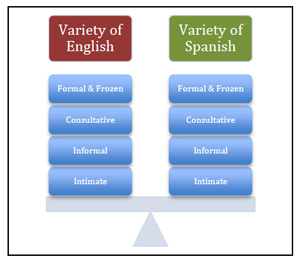 Variety of
English
Variety of
Spanish
Formal & Frozen
Formal & Frozen
Consultative
Consultative
Informal
Informal
Intimate
Intimate